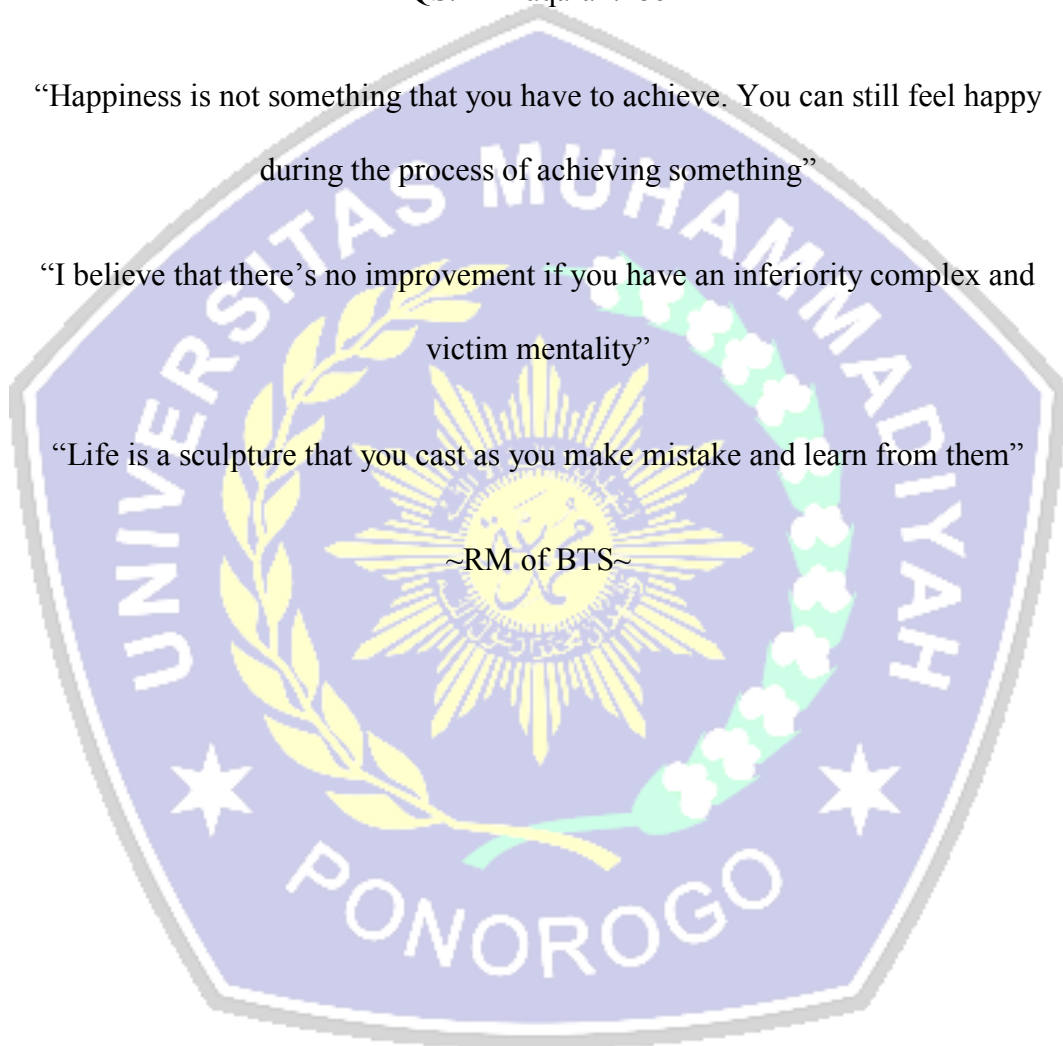 “Happiness is not something that you have to achieve. You can still feel happy
during the process of achieving something”
“I believe that there’s no improvement if you have an inferiority complex and
victim mentality”
“Life is a sculpture that you cast as you make mistake and learn from them”
~RM of BTS~
UNIVERSITAS MUHAMMADIYAH
PONOROGO